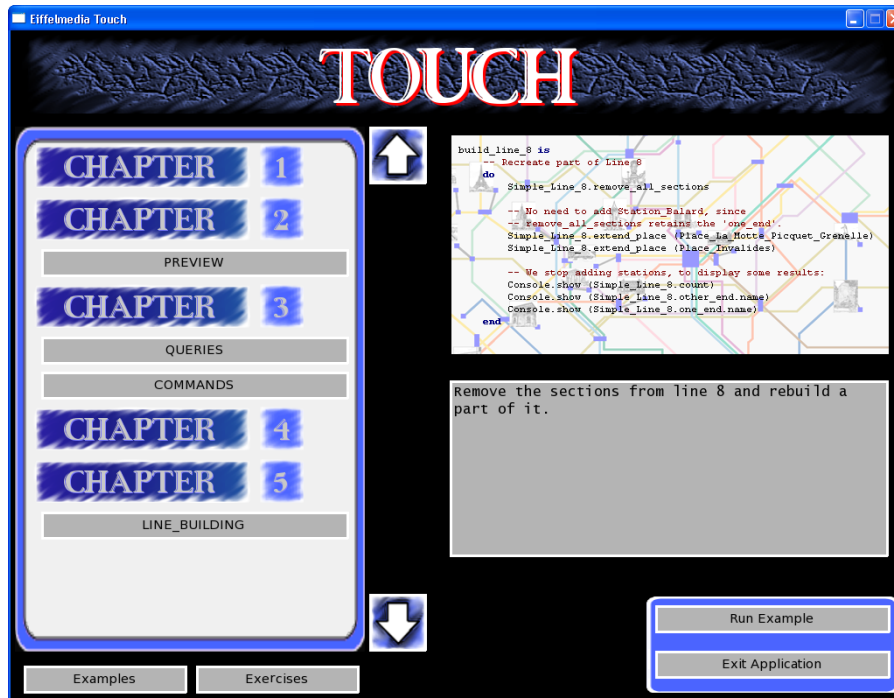 Eiffelmedia Touch
TOUCH
CHAPTER 1
CHAPTER 2
PREVIEW
CHAPTER 3
QUERIES
COMMANDS
CHAPTER 4
CHAPTER 5
LINE_BUILDING
Examples
Exercises
build_line_8 is
-- Recreate part of Line 8
do
Simple_Line_8.remove_all_sections
-- No need to add Station_Balard, since
-- remove_all_sections retains the 'one_end'.
Simple_Line_8.extend_place (Place_La_Motte_Picquet_Grenelle)
Simple_Line_8.extend_place (Place_Invalides)
-- We stop adding stations, to display some results:
Console.show (Simple_Line_8.count)
Console.show (Simple_Line_8.other_end.name)
Console.show (Simple_Line_8.one_end.name)
end
Remove the sections from line 8 and rebuild a
part of it.
Run Example
Exit Application